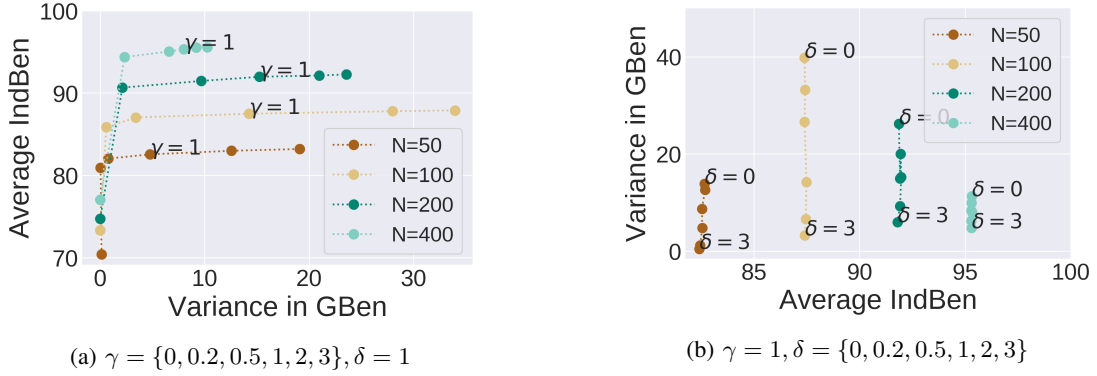 100
90
80
70
Average IndBen
γ = 1
γ = 1
γ = 1
γ = 1
N=50
N=100
N=200
N=400
0
10
20
30
Variance in GBen
(a) γ = {0, 0.2, 0.5, 1, 2, 3}, δ = 1
40
20
0
Variance in GBen
δ = 0
δ = 0
δ = 0
δ = 0
δ = 3
δ = 3
δ = 3
δ = 3
N=50
N=100
N=200
N=400
85
90
95
100
Average IndBen
(b) γ = 1, δ = {0, 0.2, 0.5, 1, 2, 3}